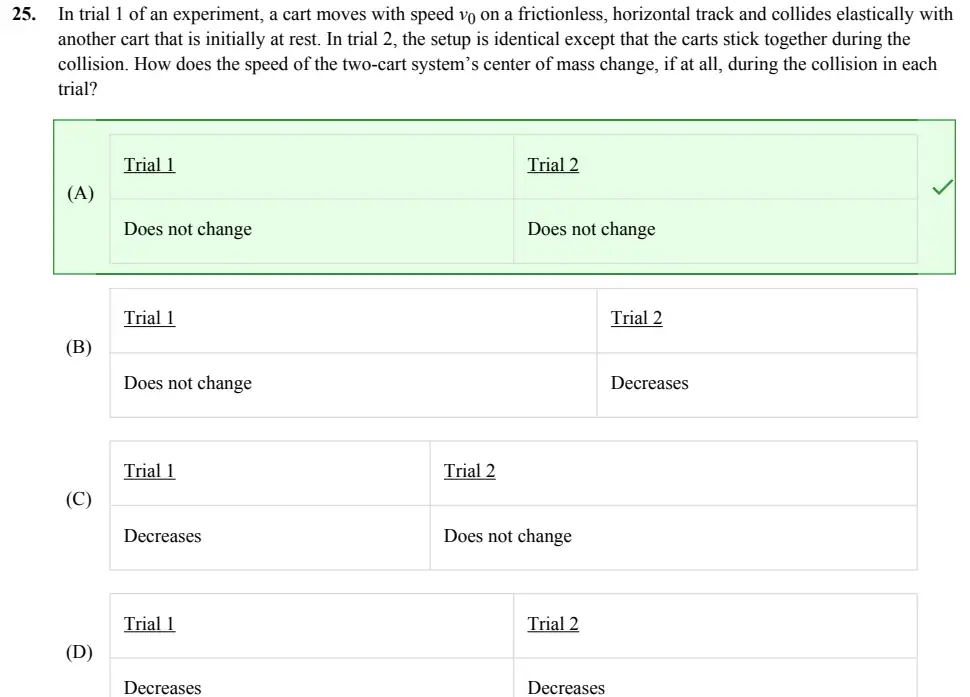 25. In trial 1 of an experiment, a cart moves with speed v0 on a frictionless, horizontal track and collides elastically with
another cart that is initially at rest. In trial 2, the setup is identical except that the carts stick together during the
collision. How does the speed of the two-cart system's center of mass change, if at all, during the collision in each
trial?
Trial 1 Trial 2
(A)
Does not change Does not change
Trial 1 Trial 2
(B)
Does not change Decreases
Trial 1 Trial 2
(C)
Decreases Does not change
Trial 1 Trial 2
(D)
Decreases Decreases